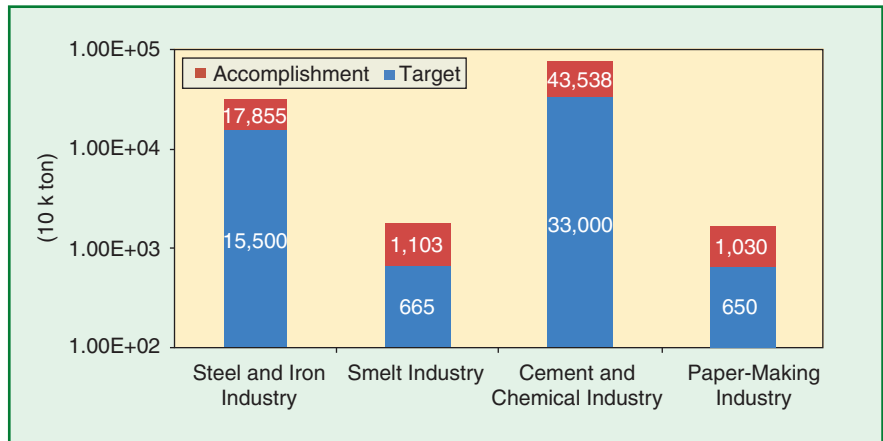 1.00E+05
1.00E+04
1.00E+03
1.00E+02
(10 k ton)
Accomplishment Target
17,855
15,500
1,103
665
43,538
33,000
1,030
650
Steel and Iron
Industry
Smelt Industry
Cement and
Chemical Industry
Paper-Making
Industry